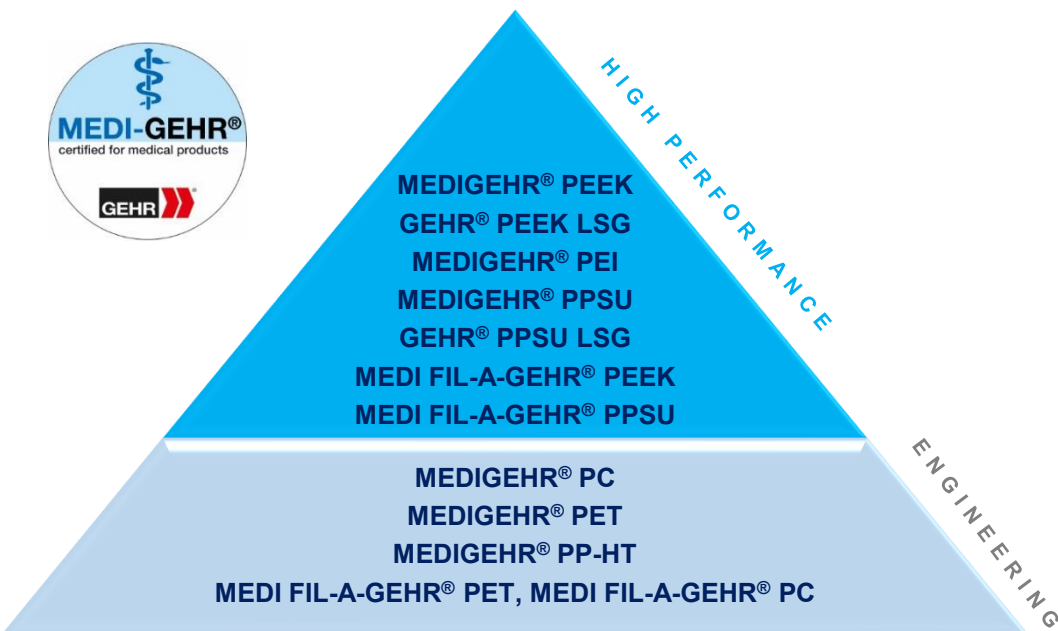 MEDI-GEHR®
certified for medical products
GEHR®
HIGH PERFORMANCE
MEDIGEHR® PEEK
GEHR® PEEK LSG
MEDIGEHR® PEI
MEDIGEHR® PPSU
GEHR® PPSU LSG
MEDI FIL-A-GEHR® PEEK
MEDI FIL-A-GEHR® PPSU
ENGINEERING
MEDIGEHR® PC
MEDIGEHR® PET
MEDIGEHR® PP-HT
MEDI FIL-A-GEHR® PET, MEDI FIL-A-GEHR® PC